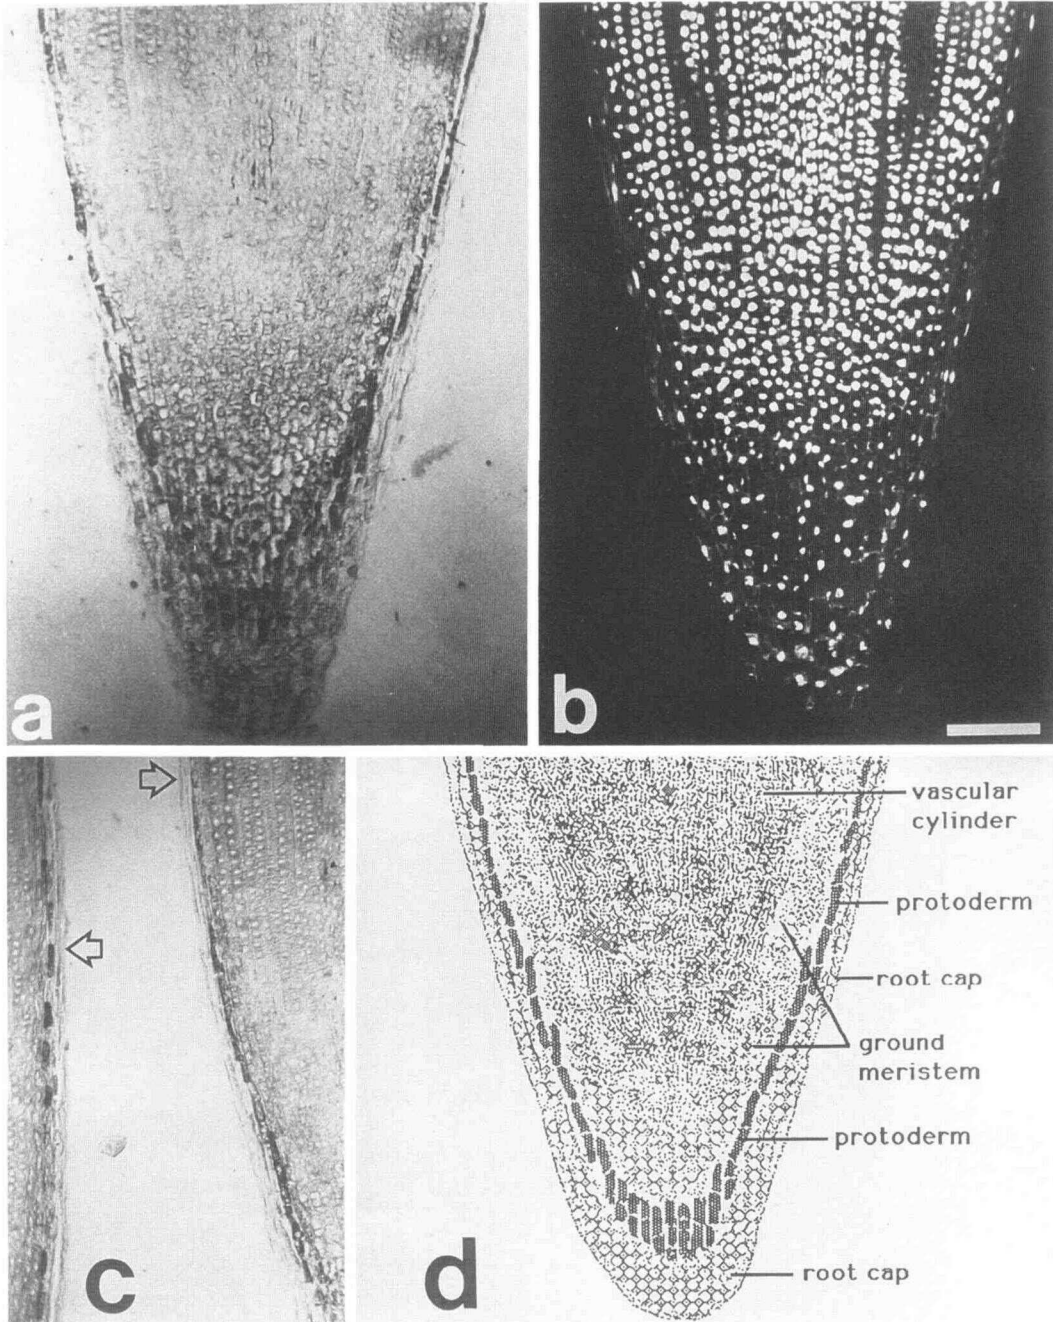 a
b
c
d
vascular
cylinder
protoderm
root cap
ground
meristem
protoderm
root cap